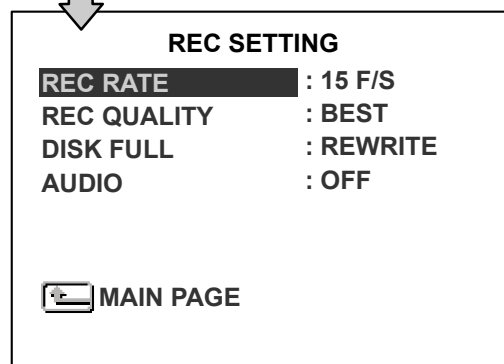 REC SETTING
REC RATE : 15 F/S
REC QUALITY : BEST
DISK FULL : REWRITE
AUDIO : OFF
MAIN PAGE